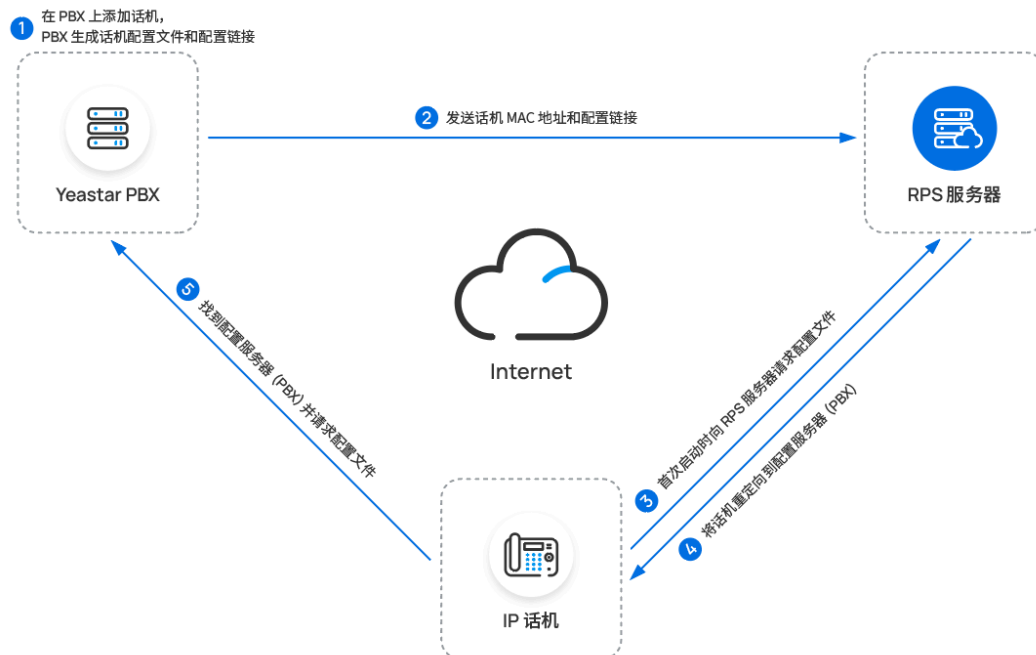 1
在 PBX 上添加话机,
PBX 生成话机配置文件和配置链接
2 发送话机 MAC 地址和配置链接
Yeastar PBX
RPS 服务器
5 找到配置服务器 (PBX) 并请求配置文件
Internet
3 首次启动时向 RPS 服务器请求配置文件
4 将话机重定向到配置服务器 (PBX)
IP 话机